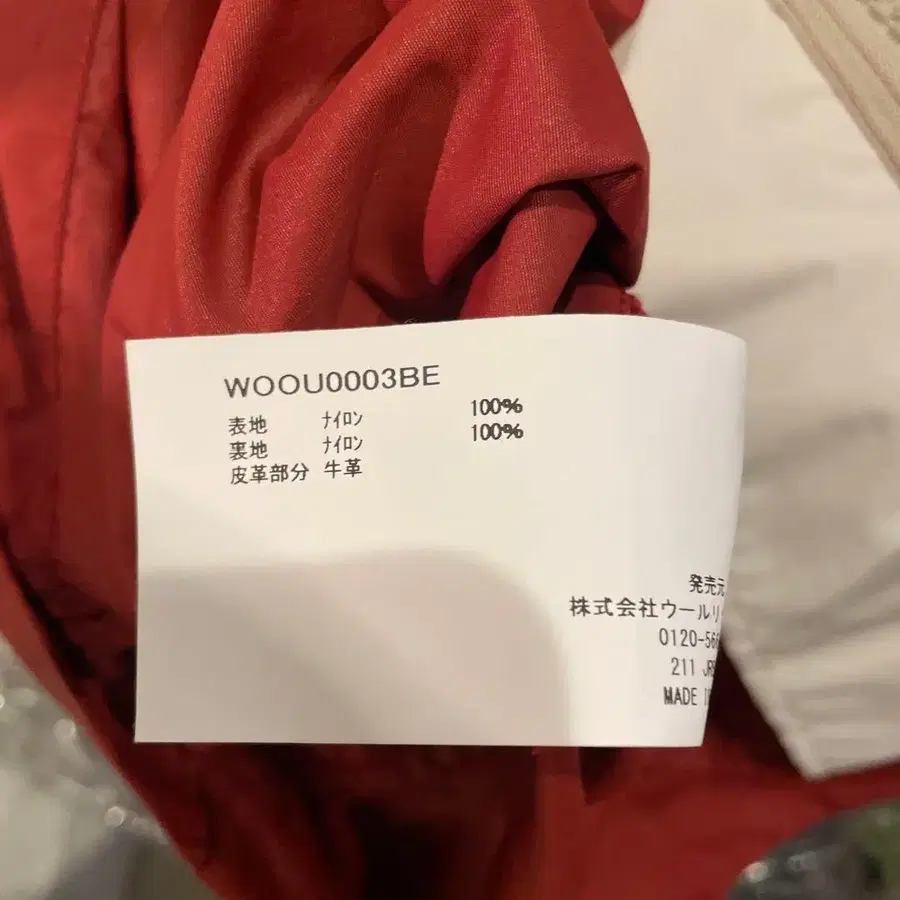 WOOU0003BE
表地 ナイロン 100%
裏地 ナイロン 100%
皮革部分 牛革
発売元
株式会社ウールリ
0120-56
211
MADE